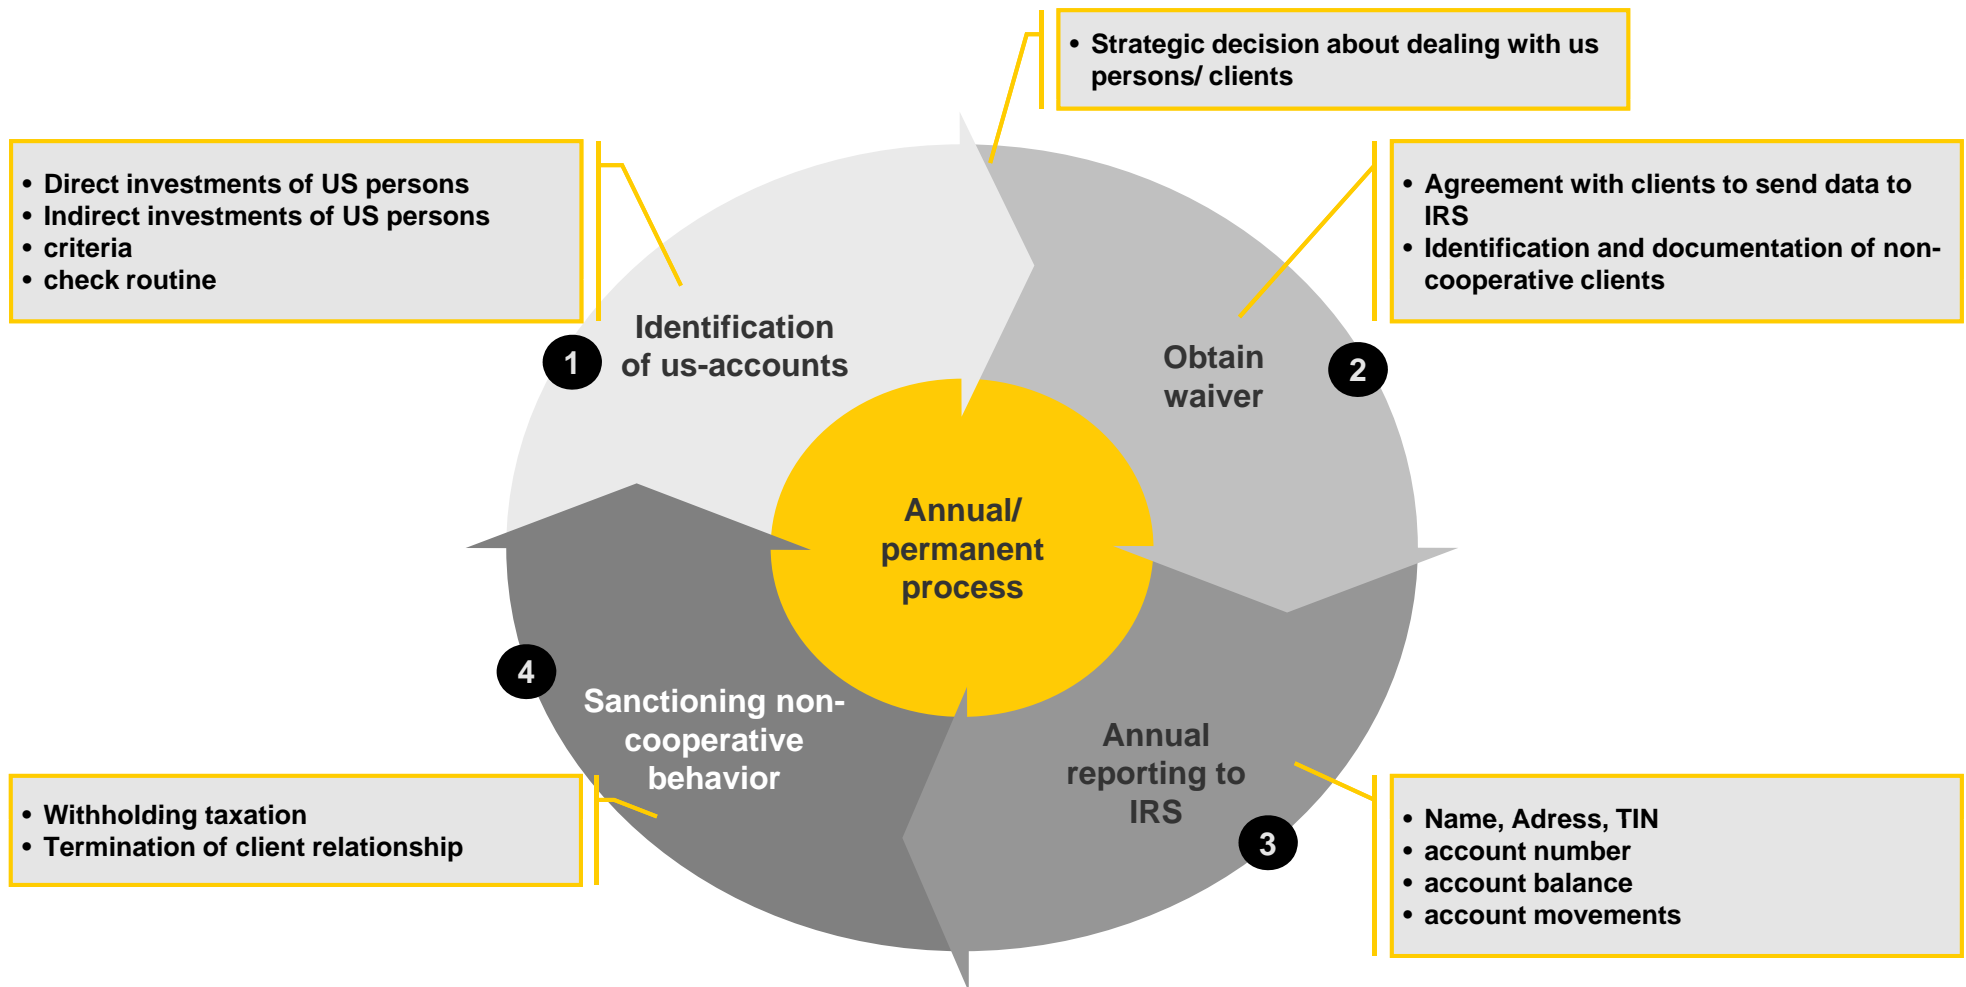 • Strategic decision about dealing with us
persons/ clients
• Direct investments of US persons
• Indirect investments of US persons
• criteria
• check routine
• Agreement with clients to send data to
IRS
• Identification and documentation of non-
cooperative clients
Identification
of us-accounts
1
Obtain
waiver
2
Annual/
permanent
process
4
Sanctioning non-
cooperative
behavior
Annual
reporting to
IRS
3
• Withholding taxation
• Termination of client relationship
• Name, Adress, TIN
• account number
• account balance
• account movements